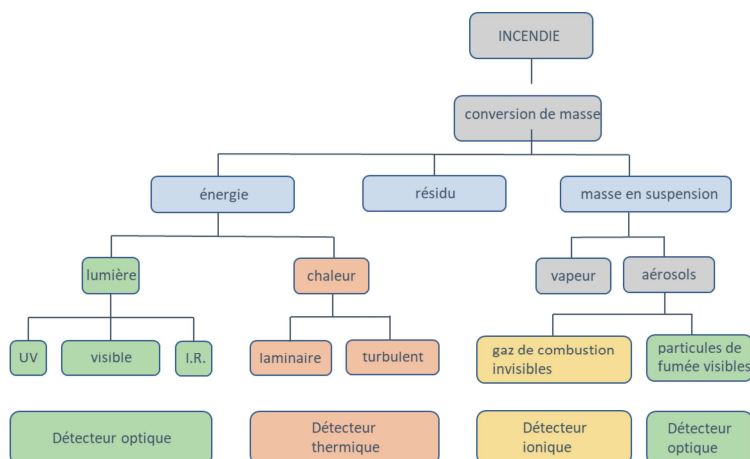 INCENDIE
conversion de masse
énergie
résidu
masse en suspension
lumière
chaleur
vapeur
aérosols
UV
visible
I.R.
laminaire
turbulent
gaz de combustion
invisibles
particules de
fumée visibles
Détecteur optique
Détecteur
thermique
Détecteur
ionique
Détecteur
optique